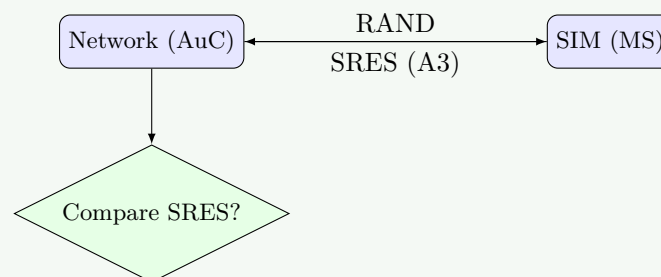 Network (AuC)
RAND
SRES (A3)
SIM (MS)
Compare SRES?